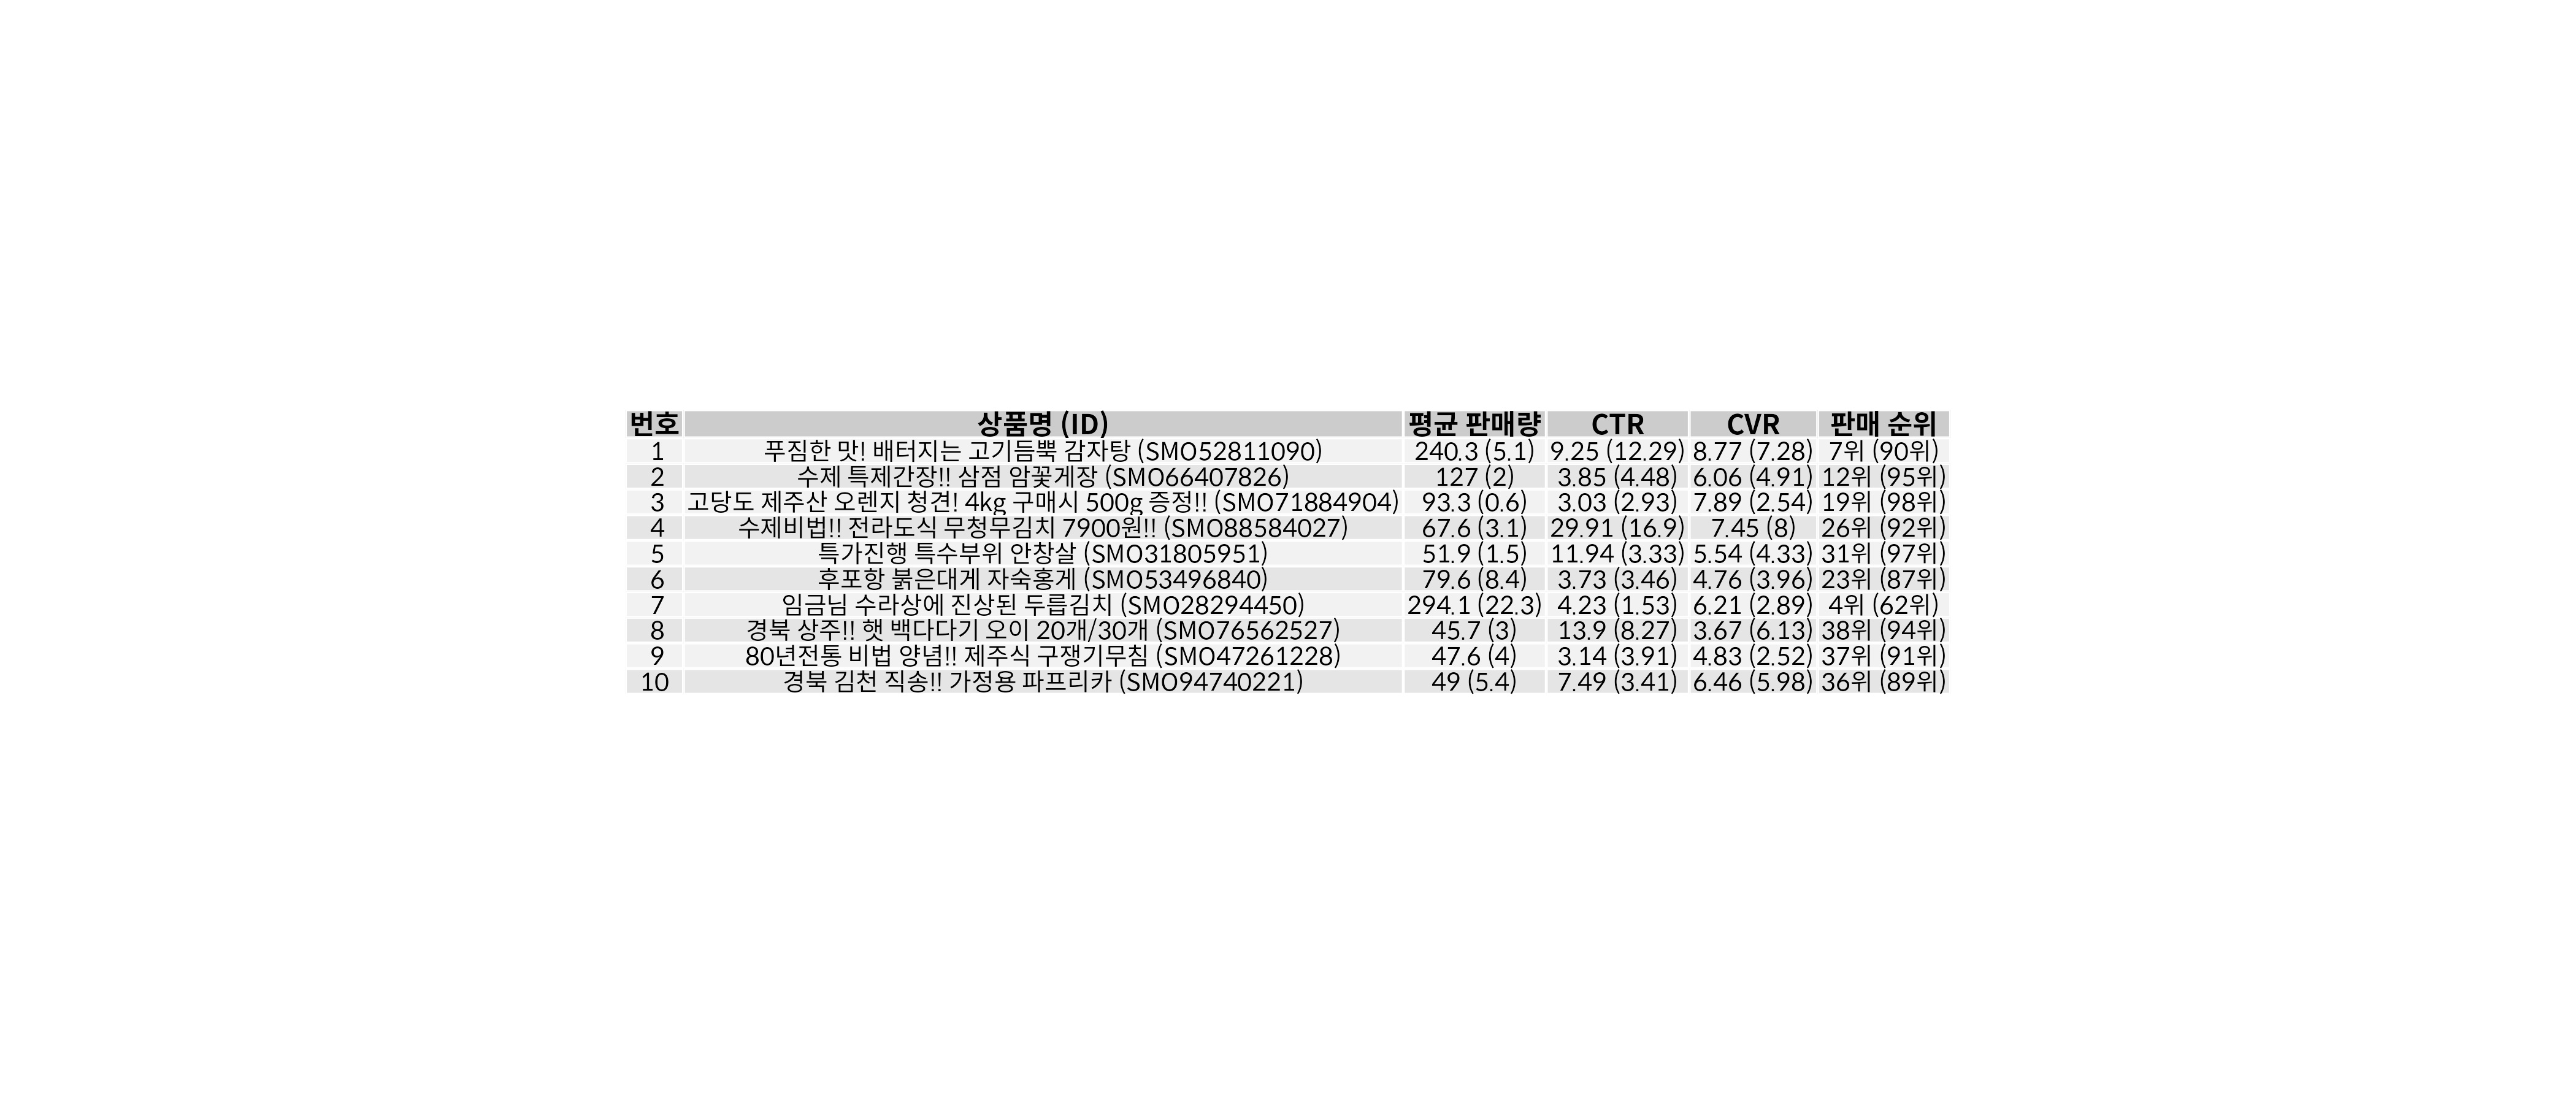 번호 상품명 (ID) 평균 판매량 CTR CVR 판매 순위
1 푸짐한 맛! 배터지는 고기듬뿍 감자탕 (SMO52811090) 240.3 (5.1) 9.25 (12.29) 8.77 (7.28) 7위 (90위)
2 수제 특제간장!! 삼점 암꽃게장 (SMO66407826) 127 (2) 3.85 (4.48) 6.06 (4.91) 12위 (95위)
3 고당도 제주산 오렌지 청견! 4kg 구매시 500g 증정!! (SMO71884904) 93.3 (0.6) 3.03 (2.93) 7.89 (2.54) 19위 (98위)
4 수제비법!! 전라도식 무청무김치 7900원!! (SMO88584027) 67.6 (3.1) 29.91 (16.9) 7.45 (8) 26위 (92위)
5 특가진행 특수부위 안창살 (SMO31805951) 51.9 (1.5) 11.94 (3.33) 5.54 (4.33) 31위 (97위)
6 후포항 붉은대게 자숙홍게 (SMO53496840) 79.6 (8.4) 3.73 (3.46) 4.76 (3.96) 23위 (87위)
7 임금님 수라상에 진상된 두릅김치 (SMO28294450) 294.1 (22.3) 4.23 (1.53) 6.21 (2.89) 4위 (62위)
8 경북 상주!! 햇 백다다기 오이 20개/30개 (SMO76562527) 45.7 (3) 13.9 (8.27) 3.67 (6.13) 38위 (94위)
9 80년전통 비법 양념!! 제주식 구쟁기무침 (SMO47261228) 47.6 (4) 3.14 (3.91) 4.83 (2.52) 37위 (91위)
10 경북 김천 직송!! 가정용 파프리카 (SMO94740221) 49 (5.4) 7.49 (3.41) 6.46 (5.98) 36위 (89위)